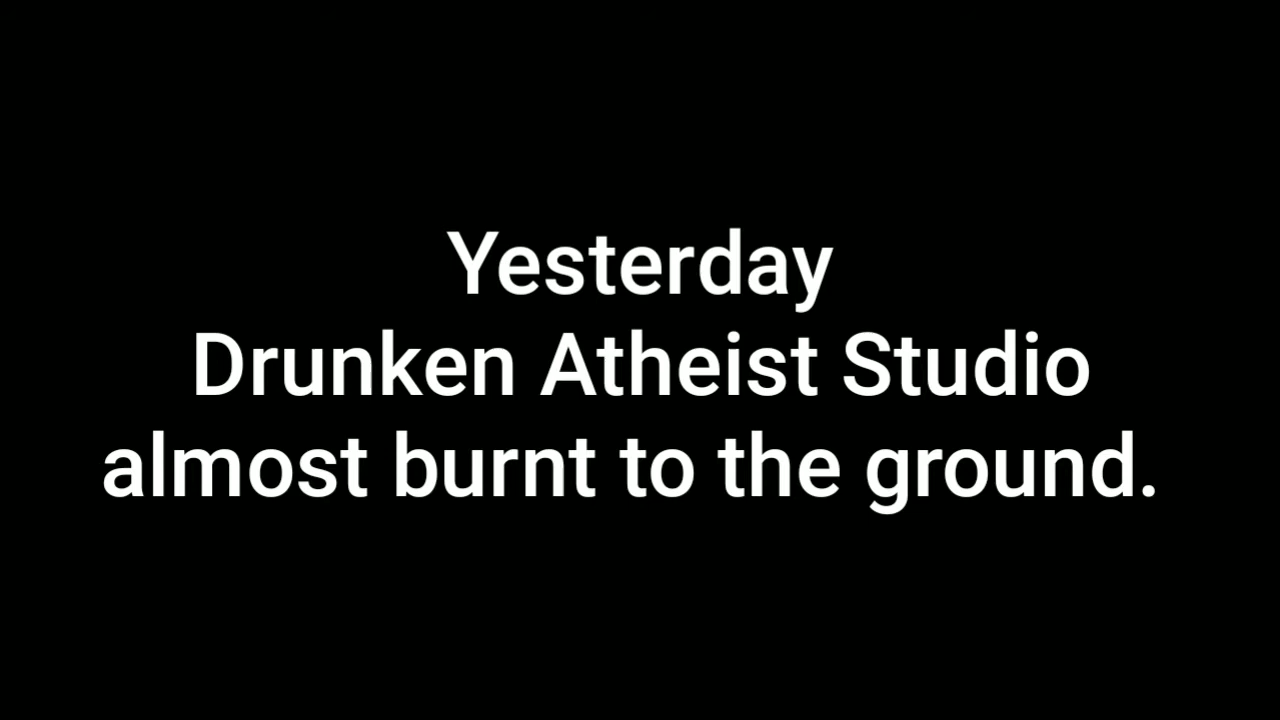 Yesterday
Drunken Atheist Studio
almost burnt to the ground.